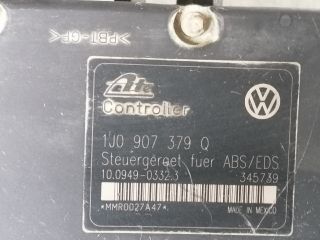 >PBT-GF<
Ate
Controller
1J0 907 379 Q
Steuergeraet fuer ABS/EDS
10.0949-0332.3 345739
*MMR0027A47*
MADE IN MEXICO